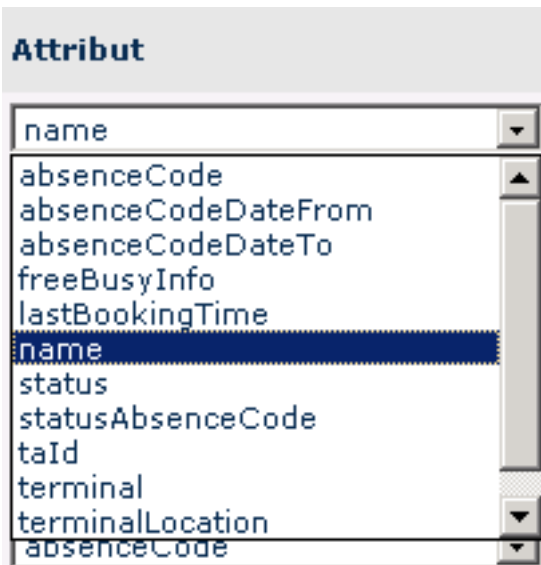 Attribut
name
absenceCode
absenceCodeDateFrom
absenceCodeDateTo
freeBusyInfo
lastBookingTime
name
status
statusAbsenceCode
taId
terminal
terminalLocation
absenceCode